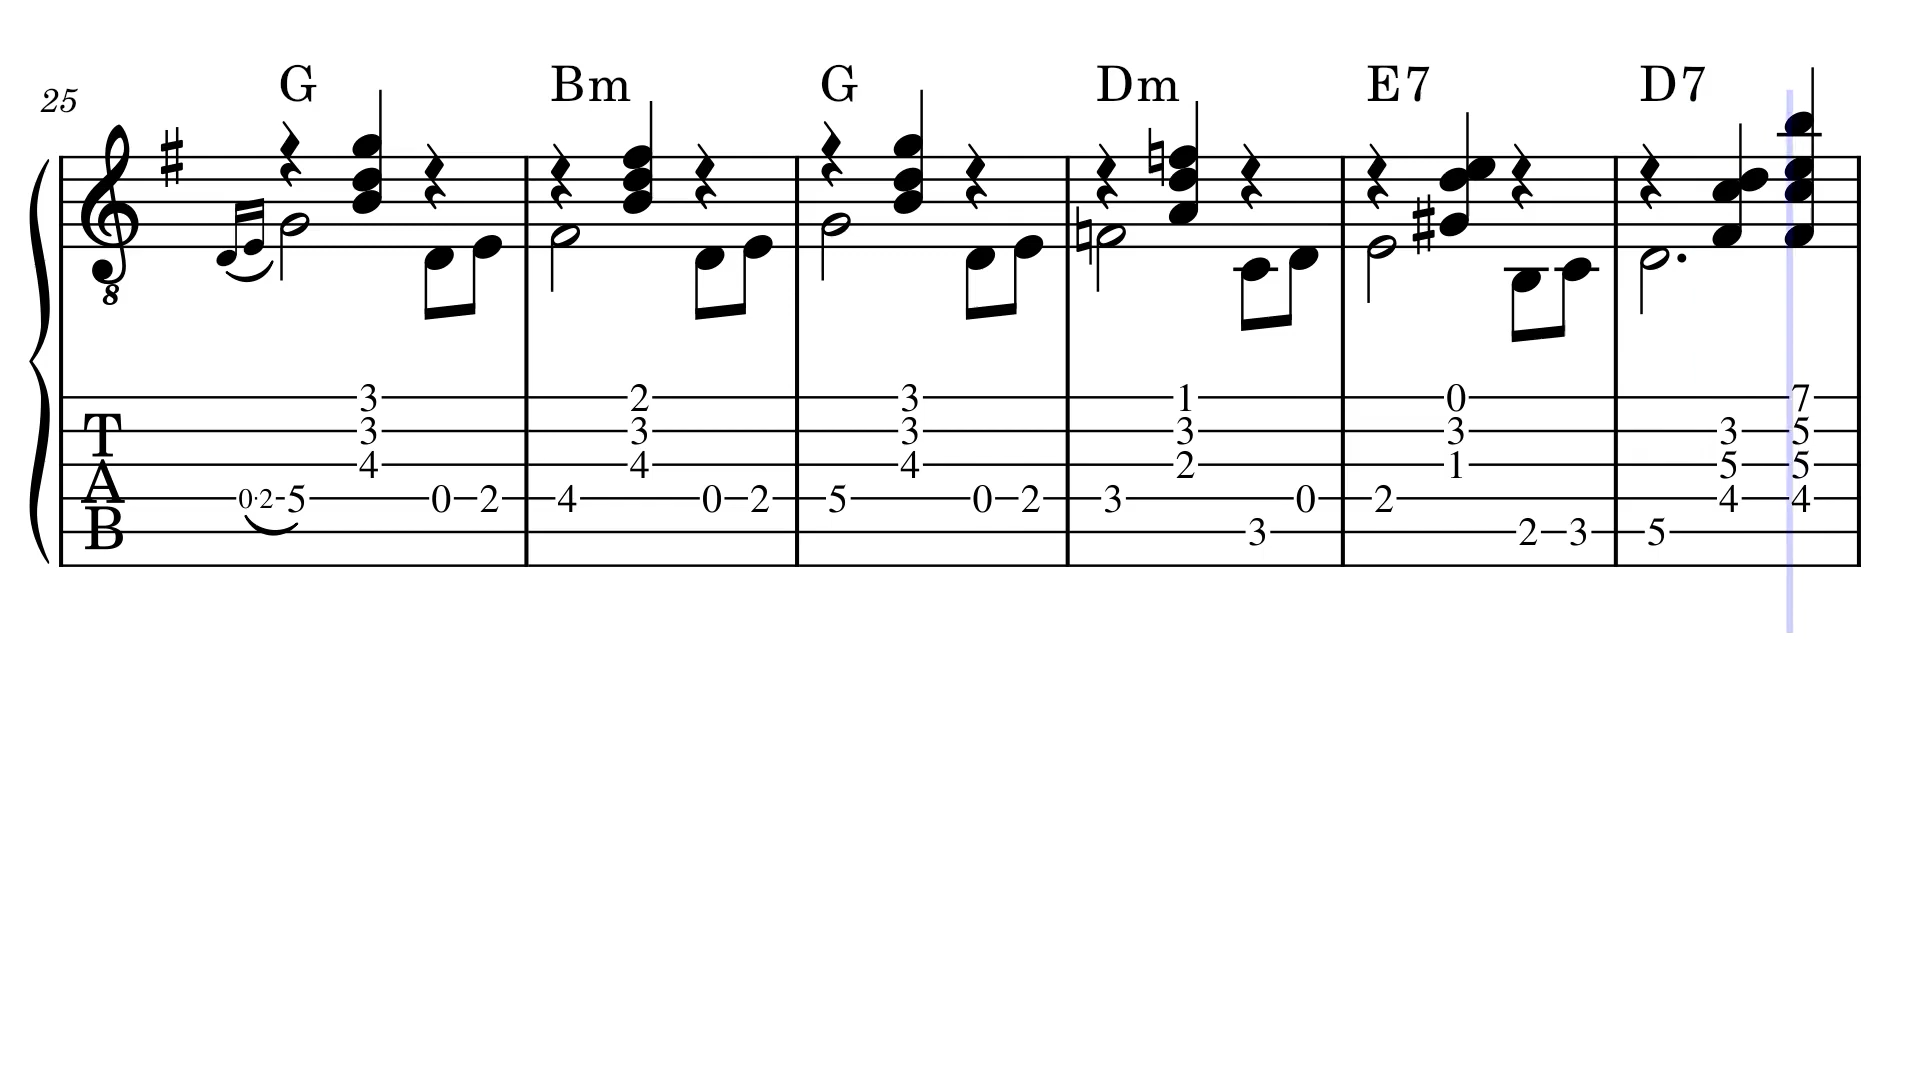 G Bm G Dm E7 D7
25
8
3 2 3 1 0 7
3 3 3 3 3 3 5
4 4 4 2 1 5 5
0 2 5 0 2 4 0 2 5 0 2 3 0 2 4 4
3 2 3 5
TAB